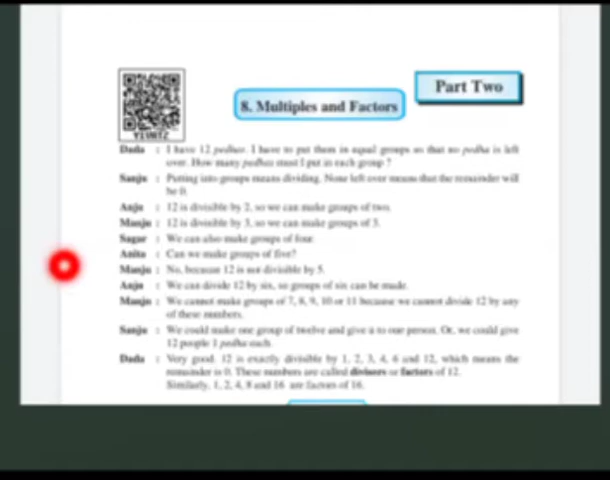 Part Two
8. Multiples and Factors
Y1UNTZ
Dada : I have 12 pedhas. I have to put them in equal groups so that no pedha is left
over. How many pedhas must I put in each group ?
Sanju : Putting into groups means dividing. None left over means that the remainder will
be 0.
Anju : 12 is divisible by 2, so we can make groups of two.
Manju : 12 is divisible by 3, so we can make groups of 3.
Sagar : We can also make groups of four.
Anita : Can we make groups of five?
Manju : No, because 12 is not divisible by 5.
Anju : We can divide 12 by six, so groups of six can be made.
Manju : We cannot make groups of 7, 8, 9, 10 or 11 because we cannot divide 12 by any
of these numbers.
Sanju : We could make one group of twelve and give it to one person. Or, we could give
12 people 1 pedha each.
Dada : Very good. 12 is exactly divisible by 1, 2, 3, 4, 6 and 12, which means the
remainder is 0. These numbers are called divisors or factors of 12.
Similarly, 1, 2, 4, 8 and 16 are factors of 16.